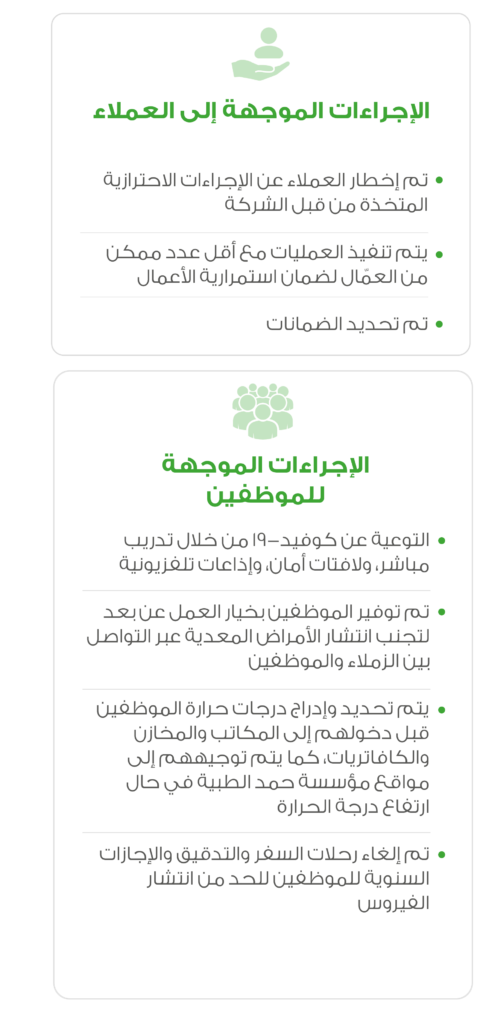 الإجراءات الموجهة إلى العملاء
تم إخطار العملاء عن الإجراءات الاحترازية
المتخذة من قبل الشركة
يتم تنفيذ العمليات مع أقل عدد ممكن
من العمّال لضمان استمرارية الأعمال
تم تحديد الضمانات
الإجراءات الموجهة
للموظفين
التوعية عن كوفيد-١٩ من خلال تدريب
مباشر، ولافتات أمان، وإذاعات تلفزيونية
تم توفير الموظفين بخيار العمل عن بعد
لتجنب انتشار الأمراض المعدية عبر التواصل
بين الزملاء والموظفين
يتم تحديد وإدراج درجات حرارة الموظفين
قبل دخولهم إلى المكاتب والمخازن
والكافاتريات، كما يتم توجيههم إلى
مواقع مؤسسة حمد الطبية في حال
ارتفاع درجة الحرارة
تم إلغاء رحلات السفر والتدقيق والإجازات
السنوية للموظفين للحد من انتشار
الفيروس